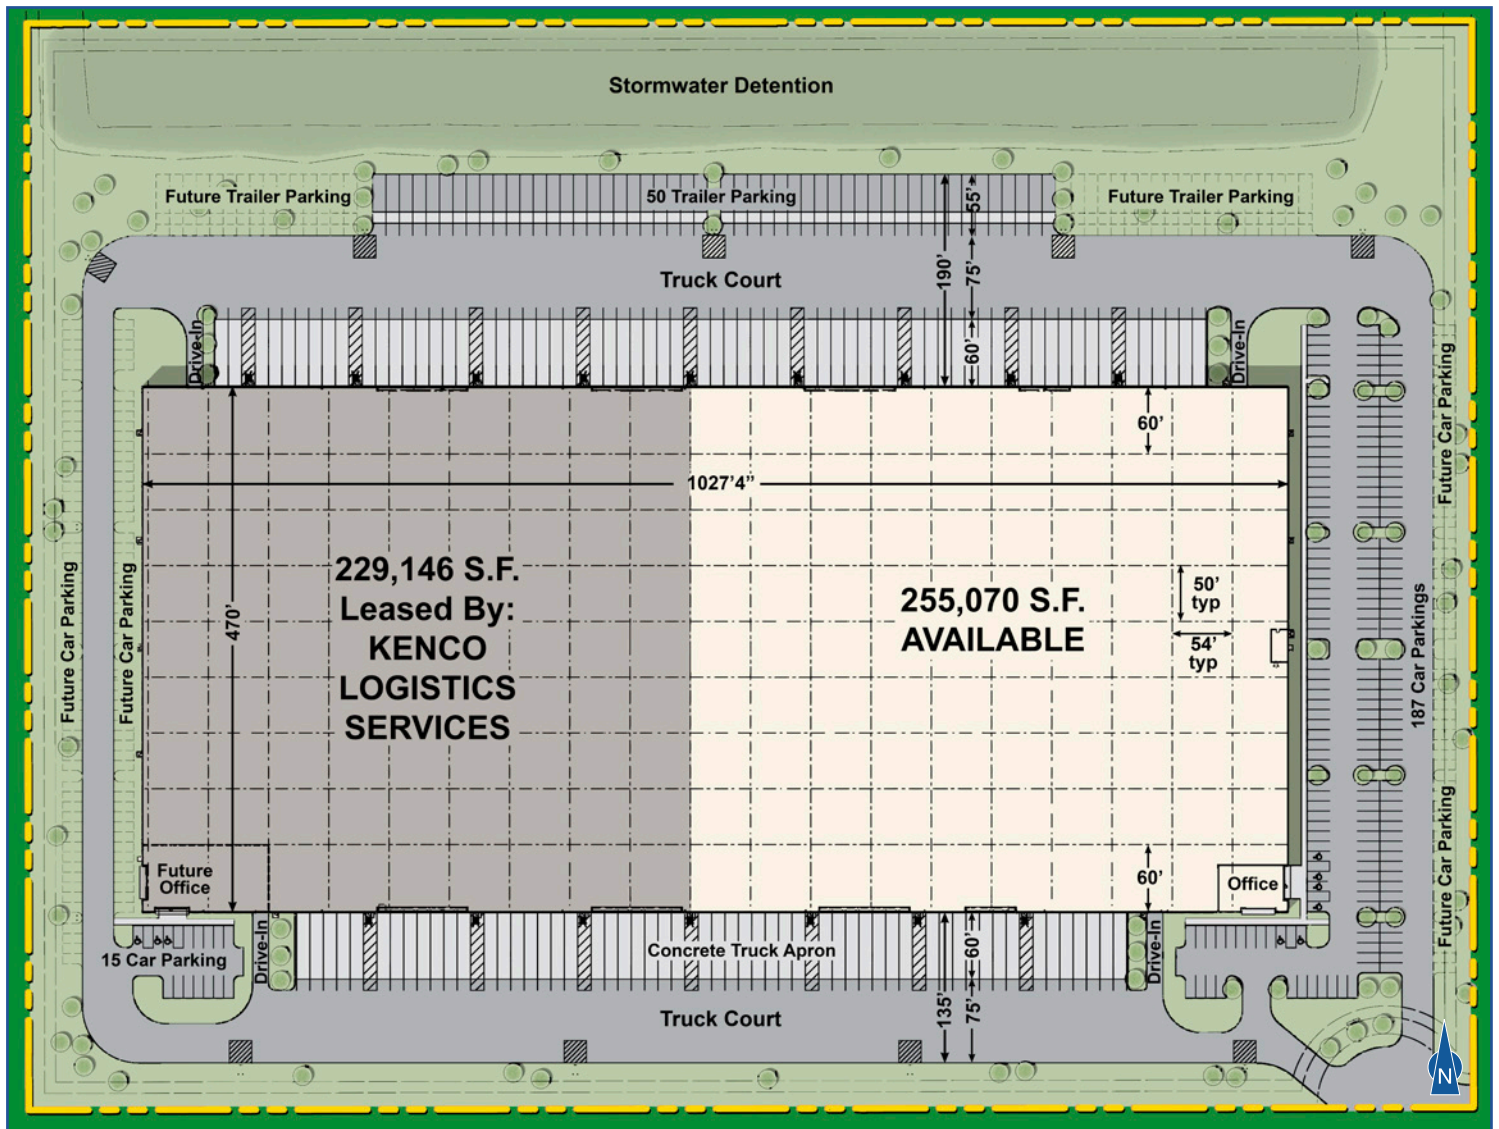 Stormwater Detention
Future Trailer Parking
50 Trailer Parking
Future Trailer Parking
55'
190'
75'
Truck Court
Drive-In
60'
Drive-In
60'
1027'4"
Future Car Parking
229,146 S.F.
Leased By:
KENCO
LOGISTICS
SERVICES
470'
255,070 S.F.
AVAILABLE
50'
typ
54'
typ
Future Car Parking
Future Car Parking
187 Car Parkings
Future Car Parking
Future
Office
60'
Office
15 Car Parking
Drive-In
Concrete Truck Apron
60'
Drive-In
135'
75'
Truck Court
N